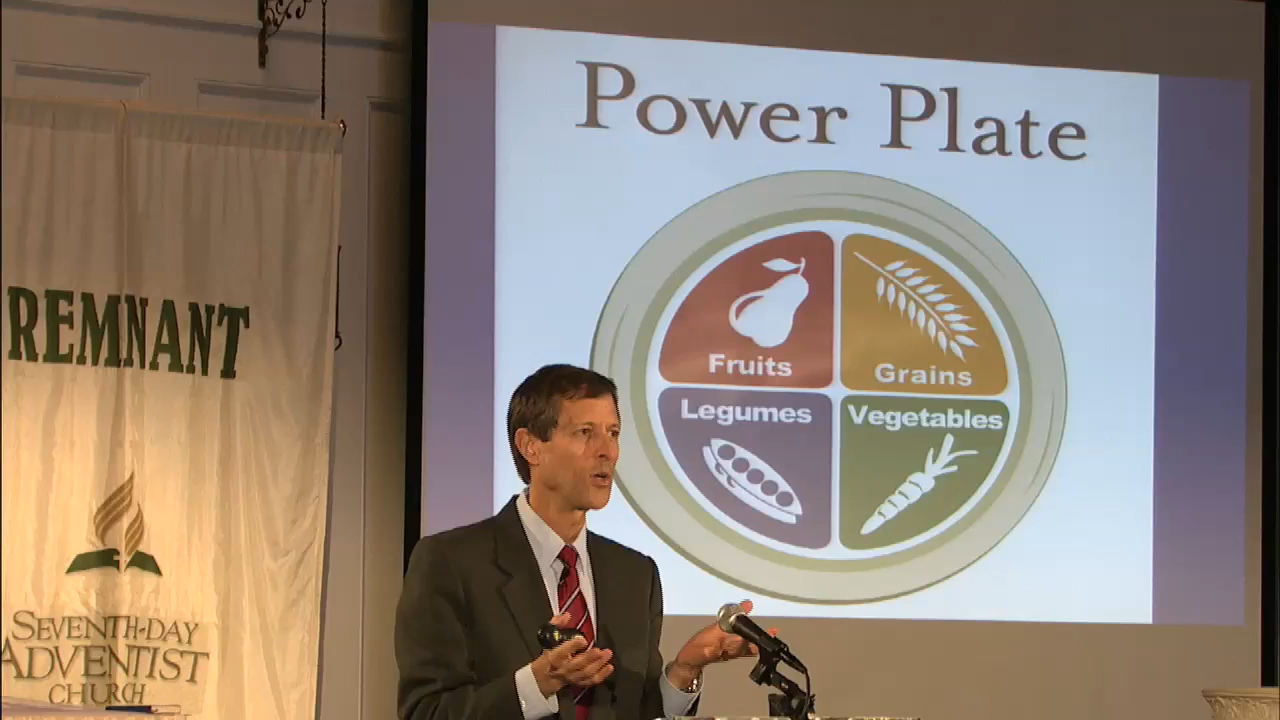 Power Plate
Fruits
Grains
Legumes
Vegetables
REMNANT
SEVENTH-DAY
ADVENTIST
CHURCH